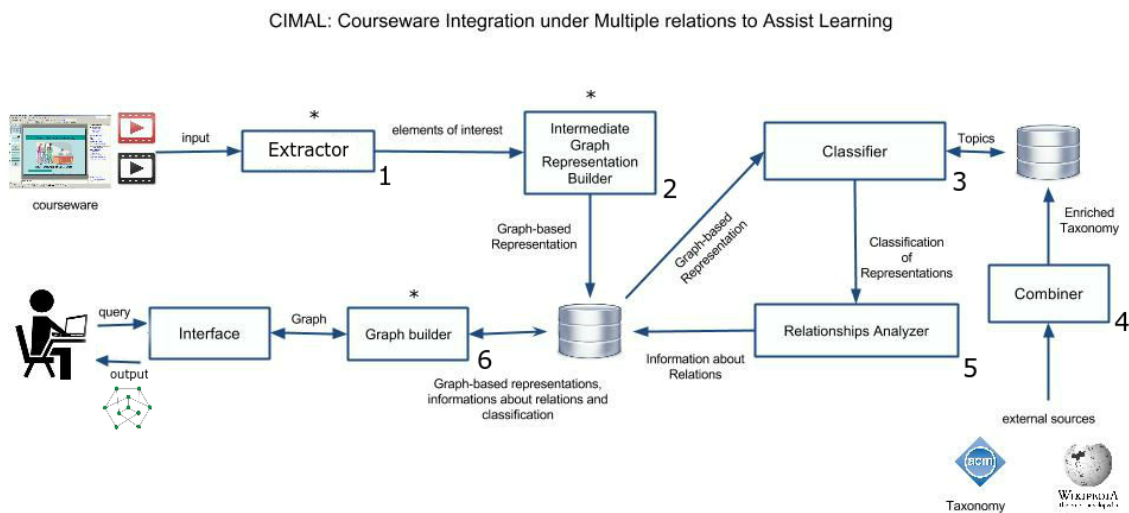 CIMAL: Courseware Integration under Multiple relations to Assist Learning
*
*
input
Extractor
1
elements of interest
Intermediate
Graph
Representation
Builder
2
Classifier
3
Topics
courseware
Graph-based
Representation
Graph-based
Representation
Classification
of
Representations
Enriched
Taxonomy
Combiner
4
query
Interface
output
Graph
*
Graph builder
6
Relationships Analyzer
5
Information about
Relations
Graph-based representations,
informations about relations and
classification
external sources
acm
Taxonomy
WIKIPEDIA